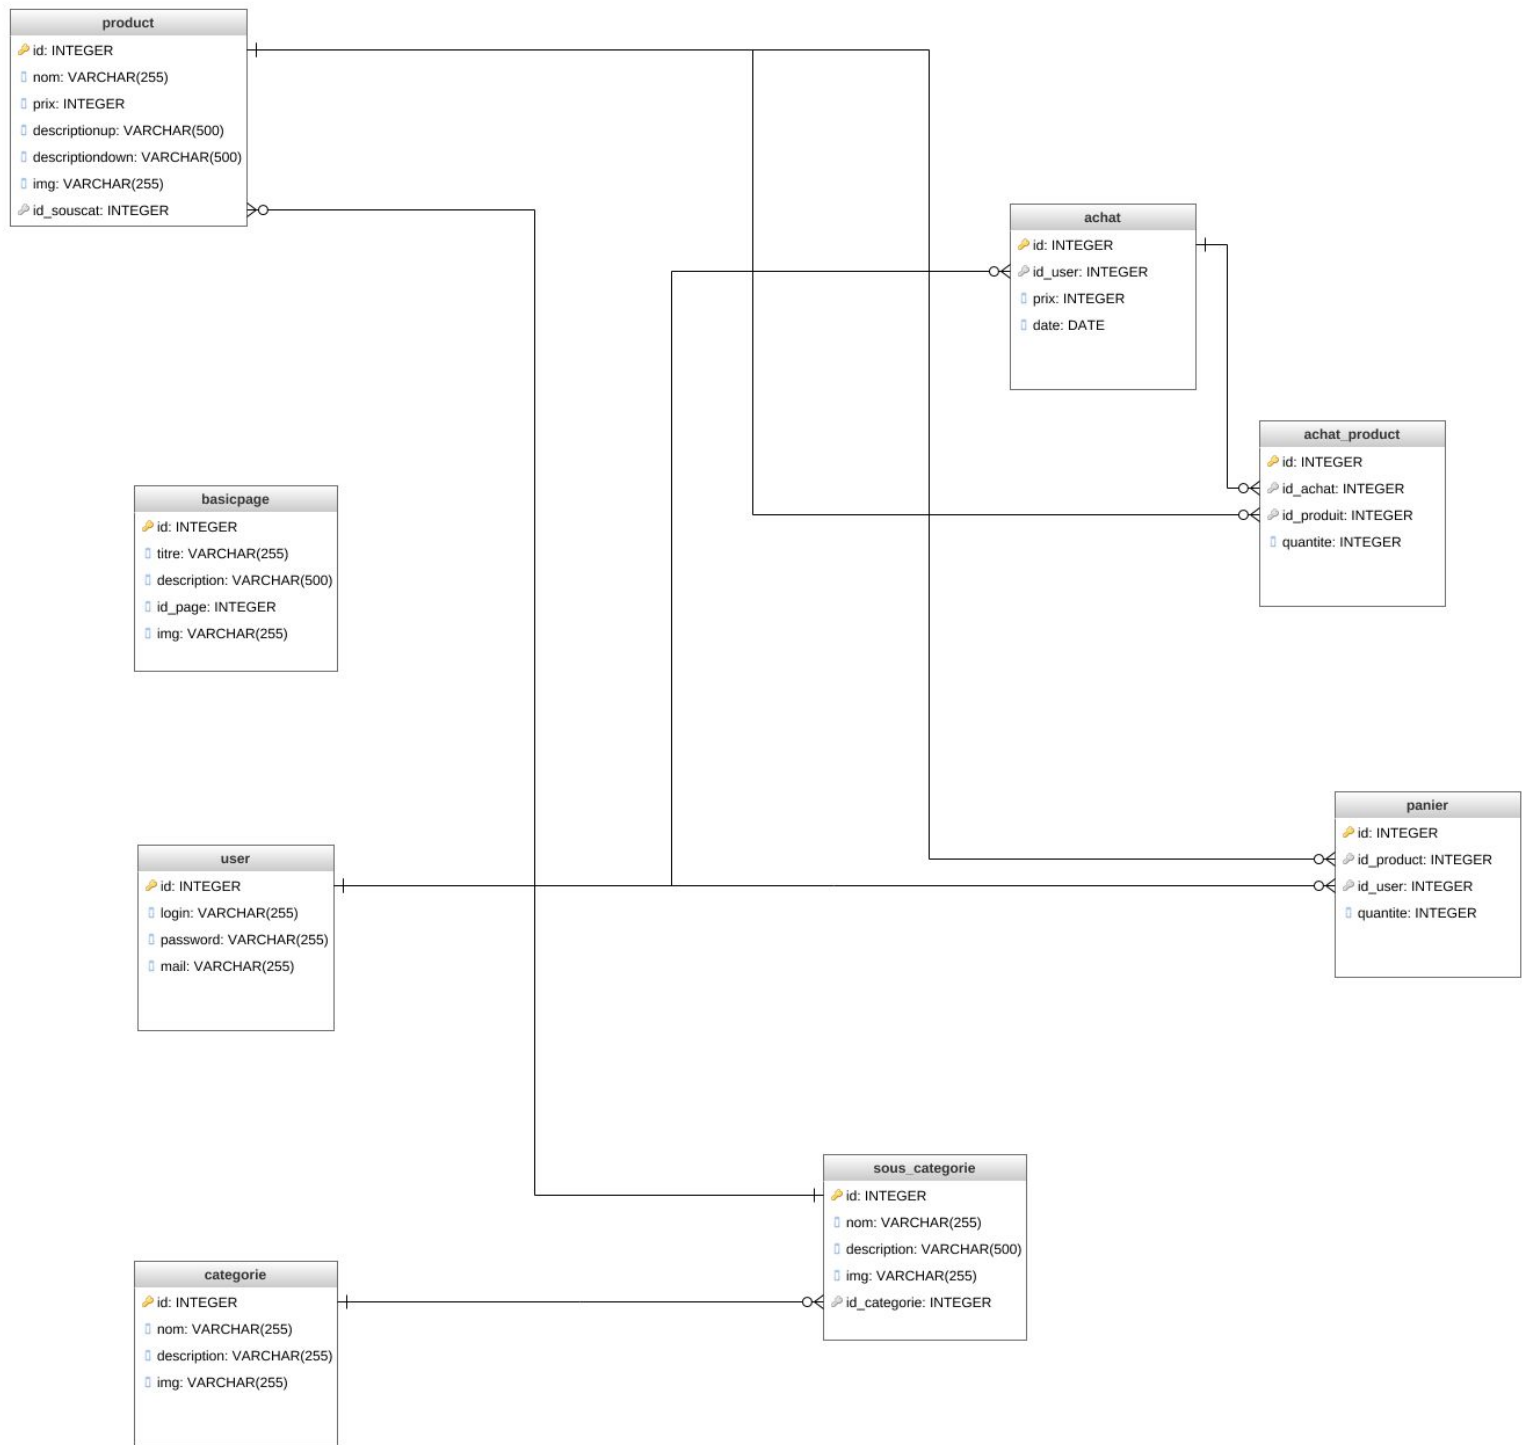 product
id: INTEGER
nom: VARCHAR(255)
prix: INTEGER
descriptionup: VARCHAR(500)
descriptiondown: VARCHAR(500)
img: VARCHAR(255)
id_souscat: INTEGER
achat
id: INTEGER
id_user: INTEGER
prix: INTEGER
date: DATE
achat_product
id: INTEGER
id_achat: INTEGER
id_produit: INTEGER
quantite: INTEGER
basicpage
id: INTEGER
titre: VARCHAR(255)
description: VARCHAR(500)
id_page: INTEGER
img: VARCHAR(255)
panier
id: INTEGER
id_product: INTEGER
id_user: INTEGER
quantite: INTEGER
user
id: INTEGER
login: VARCHAR(255)
password: VARCHAR(255)
mail: VARCHAR(255)
sous_categorie
id: INTEGER
nom: VARCHAR(255)
description: VARCHAR(500)
img: VARCHAR(255)
id_categorie: INTEGER
categorie
id: INTEGER
nom: VARCHAR(255)
description: VARCHAR(255)
img: VARCHAR(255)